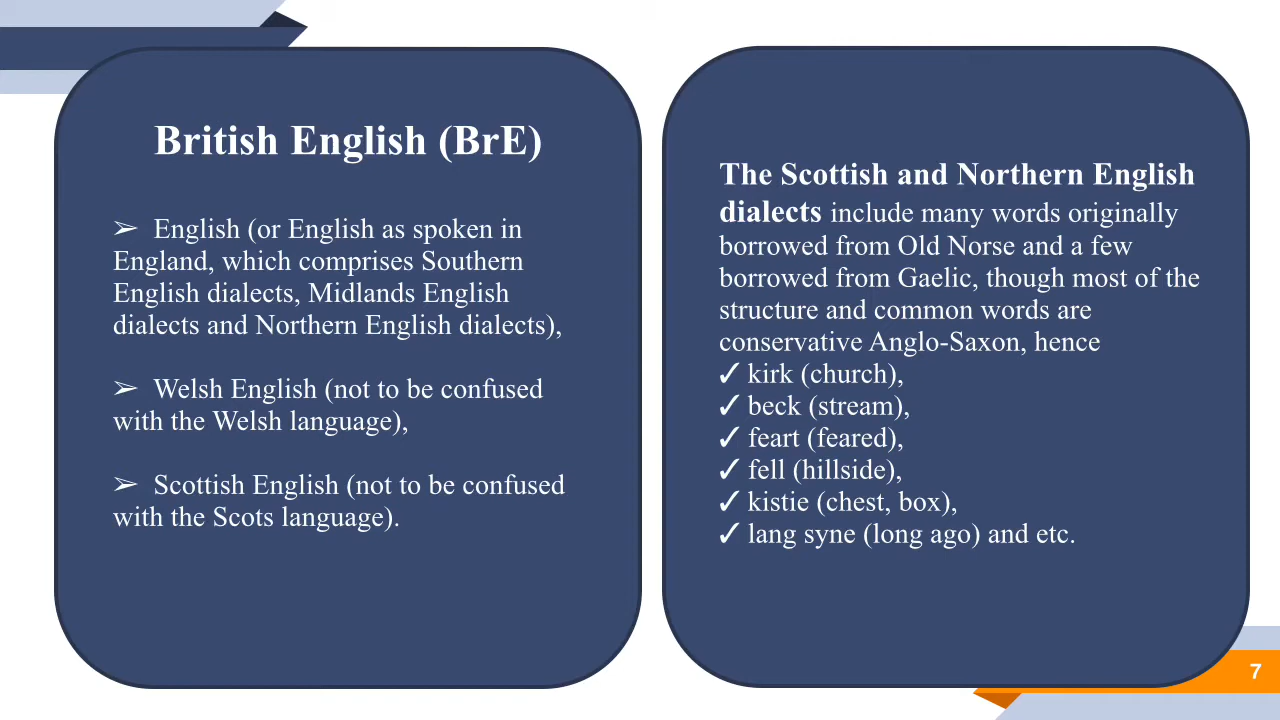 British English (BrE)
➢ English (or English as spoken in
England, which comprises Southern
English dialects, Midlands English
dialects and Northern English dialects),
➢ Welsh English (not to be confused
with the Welsh language),
➢ Scottish English (not to be confused
with the Scots language).
The Scottish and Northern English
dialects include many words originally
borrowed from Old Norse and a few
borrowed from Gaelic, though most of the
structure and common words are
conservative Anglo-Saxon, hence
✓ kirk (church),
✓ beck (stream),
✓ feart (feared),
✓ fell (hillside),
✓ kistie (chest, box),
✓ lang syne (long ago) and etc.
7